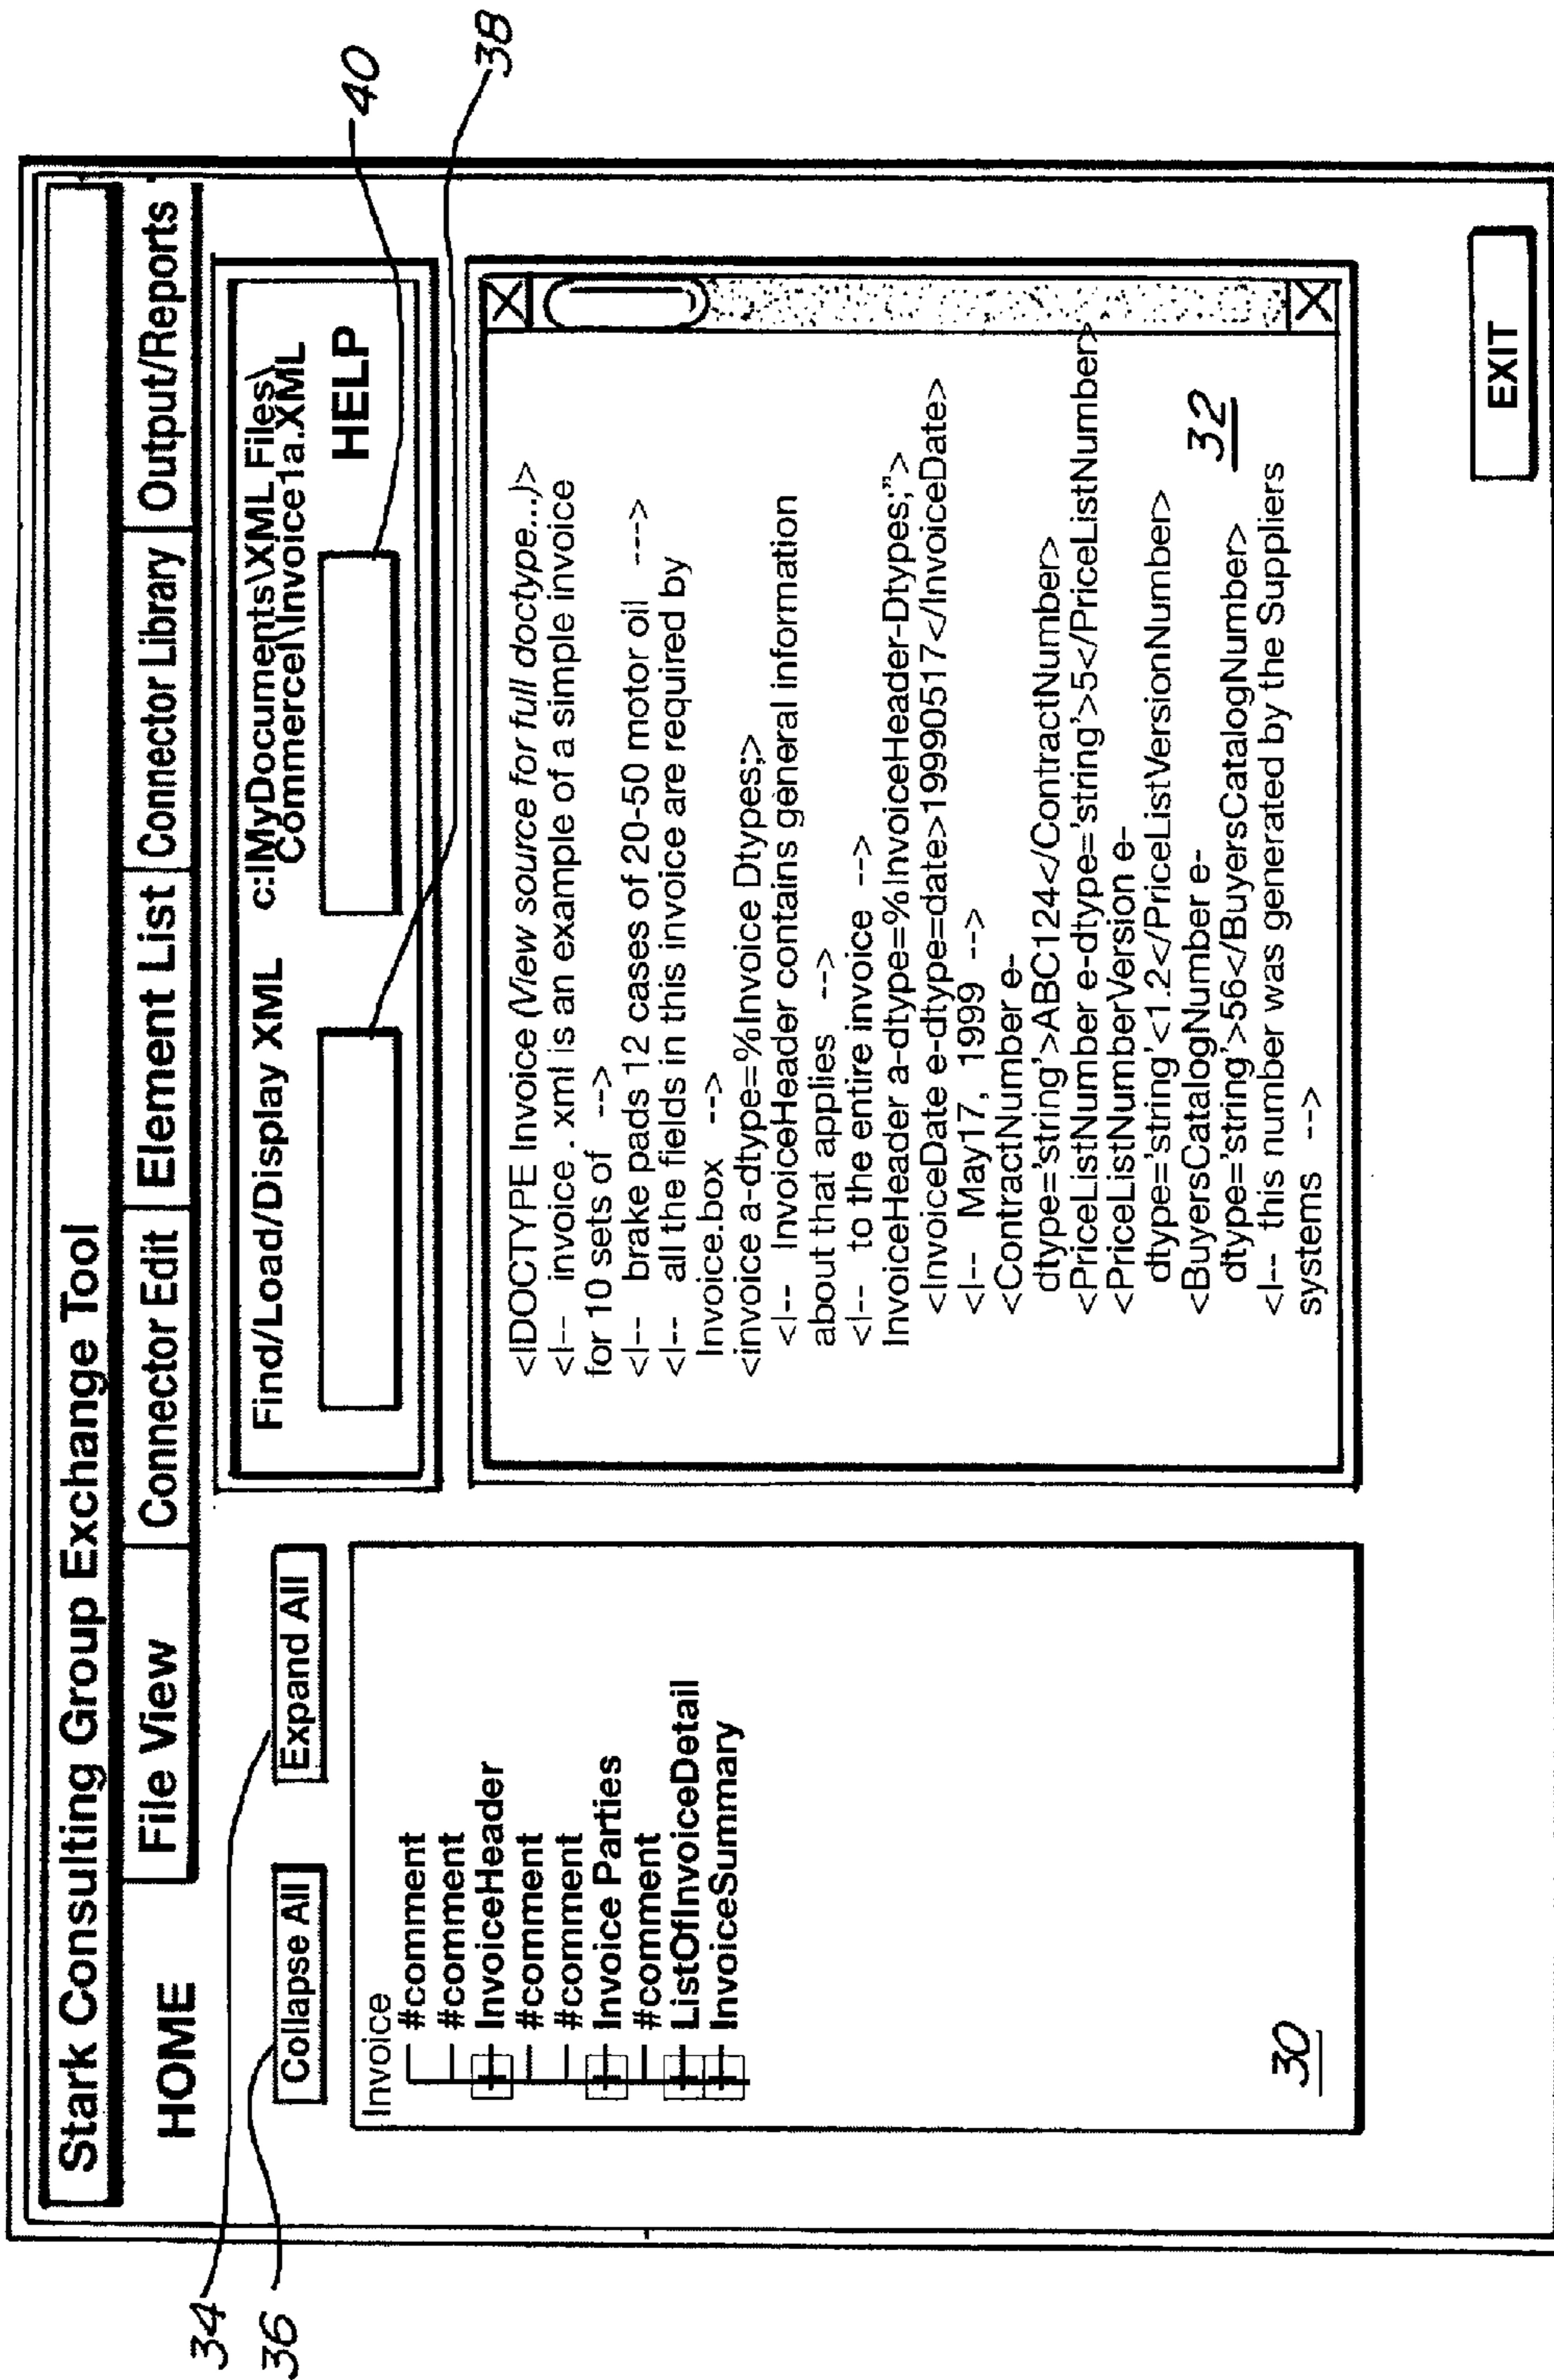 Stark Consulting Group Exchange Tool
HOME File View Connector Edit Element List Connector Library Output/Reports
34
36
Collapse All Expand All
Invoice
#comment
#comment
InvoiceHeader
#comment
#comment
Invoice Parties
#comment
ListOfInvoiceDetail
InvoiceSummary
30
Find/Load/Display XML c:lMyDocuments\XML Files\
Commercel\Invoice1a.XML
HELP
40
38
<IDOCTYPE Invoice (View source for full doctype...)>
<I-- invoice . xml is an example of a simple invoice
for 10 sets of -->
<I-- brake pads 12 cases of 20-50 motor oil --->
<I-- all the fields in this invoice are required by
Invoice.box -->
<invoice a-dtype=%Invoice Dtypes;>
<I-- InvoiceHeader contains general information
about that applies -->
<I-- to the entire invoice -->
InvoiceHeader a-dtype=%InvoiceHeader-Dtypes;">
<InvoiceDate e-dtype=date>19990517</InvoiceDate>
<I-- May17, 1999 -->
<ContractNumber e-
dtype='string'>ABC124</ContractNumber>
<PriceListNumber e-dtype='string'>5</PriceListNumber>
<PriceListNumberVersion e-
dtype='string'<1.2</PriceListVersionNumber>
<BuyersCatalogNumber e-
dtype='string'>56</BuyersCatalogNumber>
<I-- this number was generated by the Suppliers
systems -->
32
EXIT